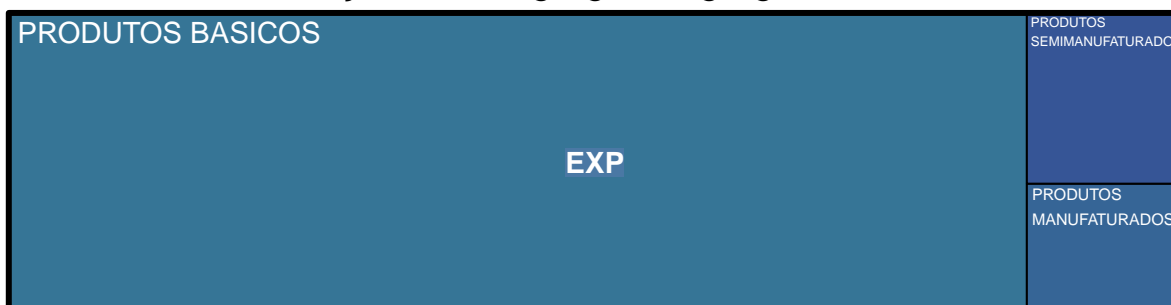 PRODUTOS BASICOS
PRODUTOS
SEMIMANUFATURADO
EXP
PRODUTOS
MANUFATURADOS